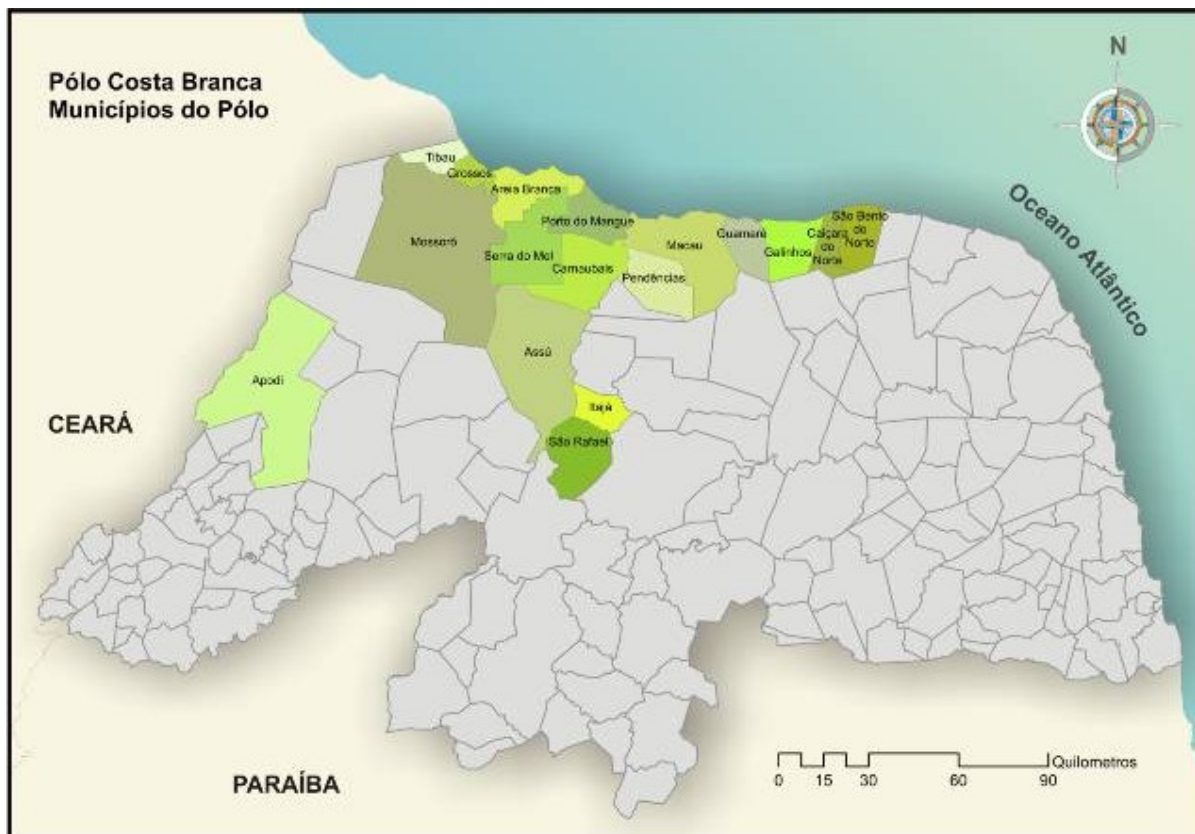 Pólo Costa Branca
Municípios do Pólo
N
Oceano Atlântico
Tibau
Grossos
Areia Branca
Porto do Mangue
Mossoró
Serra do Mel
Carnaubais
Macau
Pendências
Guamaré
Galinhos
Caiçara
do
Norte
São Bento
do
Norte
Assú
Apodi
Itajá
São Rafael
CEARÁ
PARAÍBA
Quilometros
0 15 30 60 90